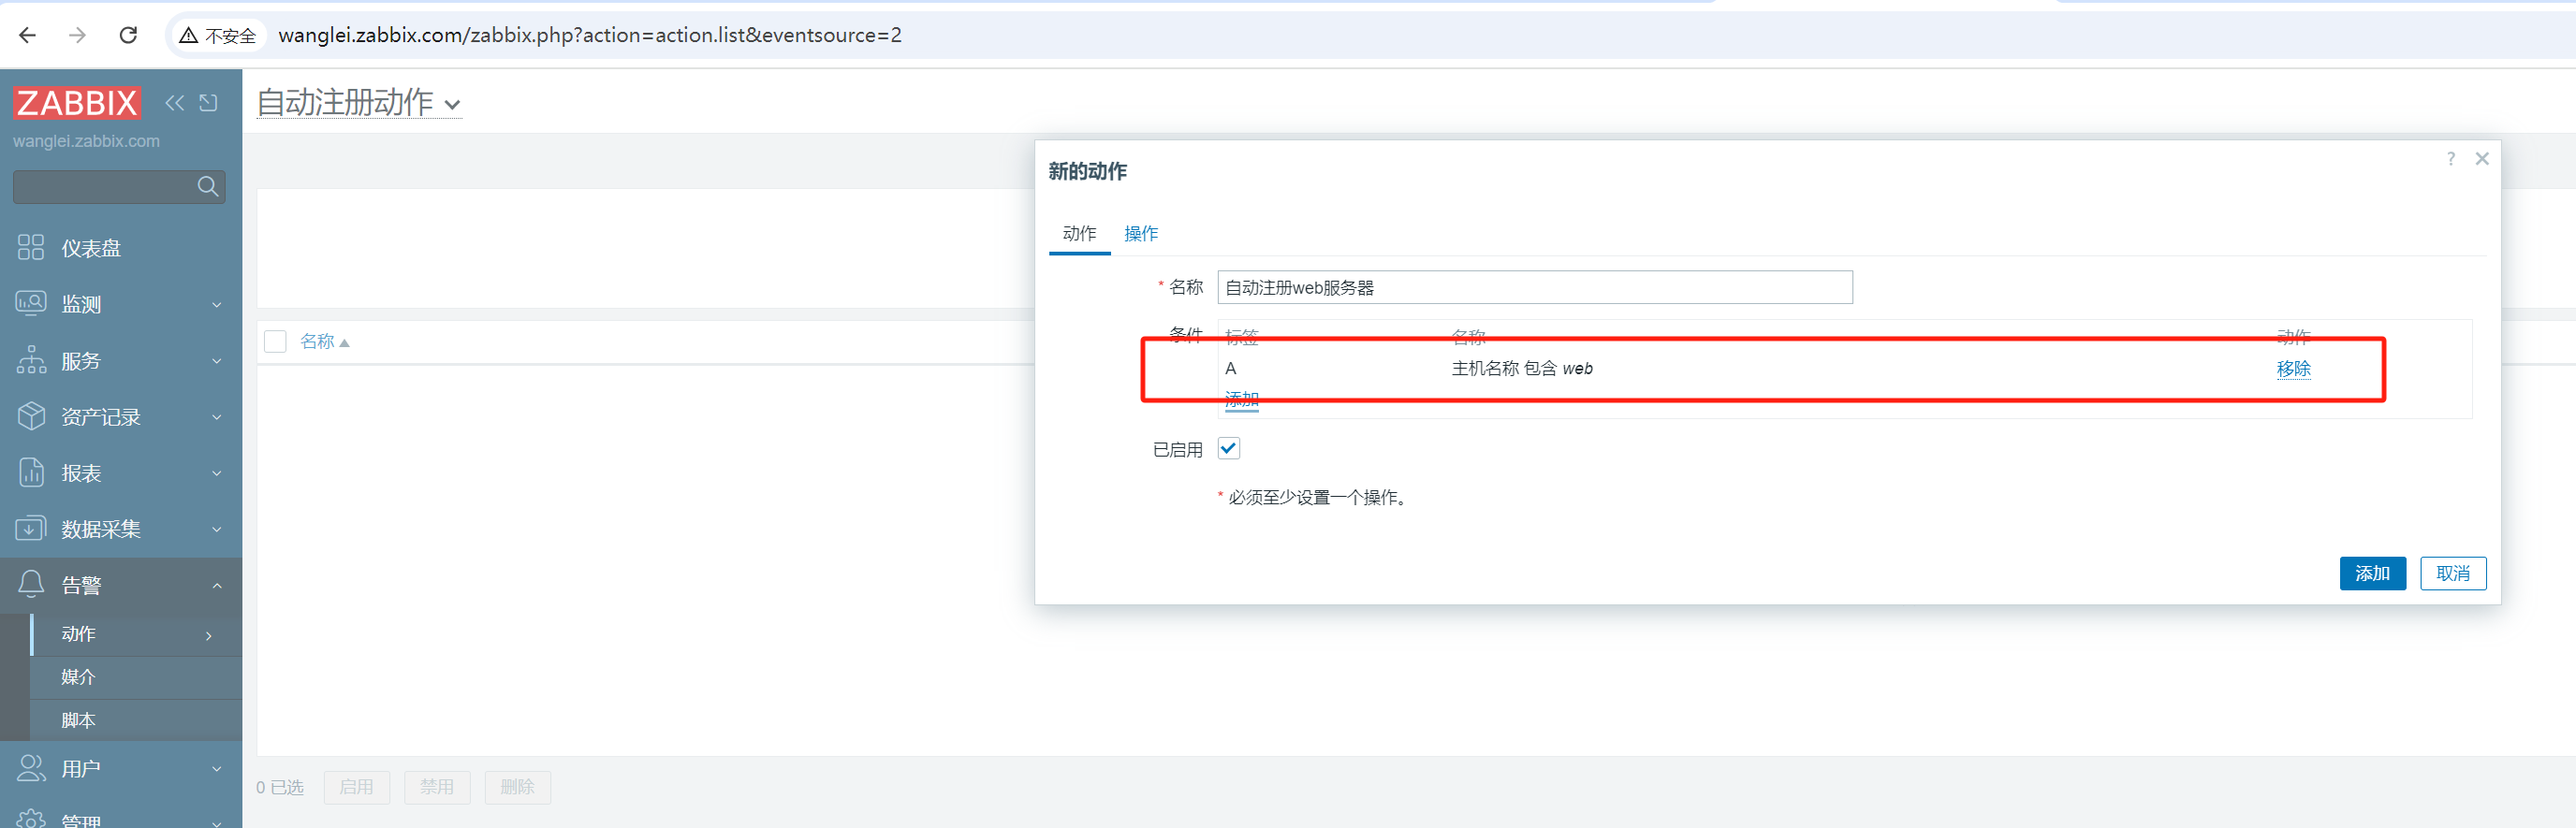 不安全 wanglei.zabbix.com/zabbix.php?action=action.list&eventsource=2
ZABBIX
wanglei.zabbix.com
仪表盘
监测
服务
资产记录
报表
数据采集
告警
动作
媒介
脚本
用户
管理
自动注册动作
名称
0 已选 启用 禁用 删除
新的动作
?
动作 操作
* 名称 自动注册web服务器
条件 标签 名称 动作
A 主机名称 包含 web 移除
添加
已启用
* 必须至少设置一个操作。
添加 取消